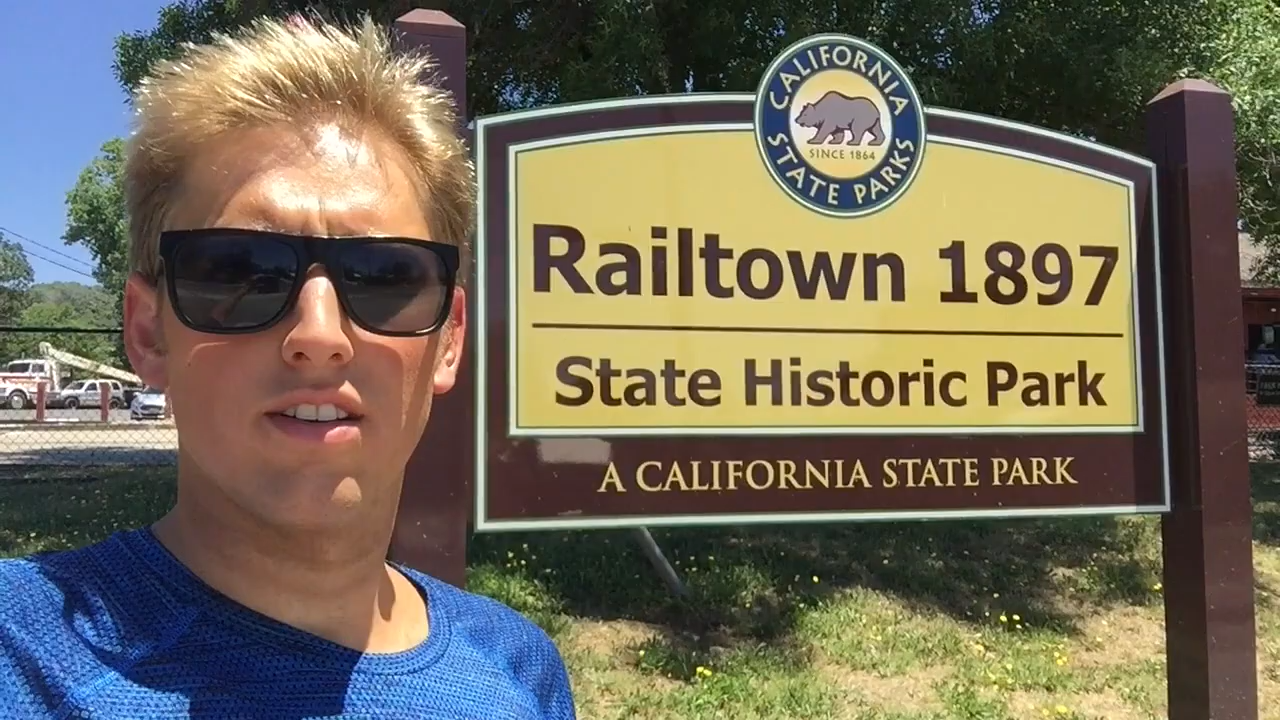 CALIFORNIA
SINCE 1864
STATE PARKS
Railtown 1897
State Historic Park
A CALIFORNIA STATE PARK